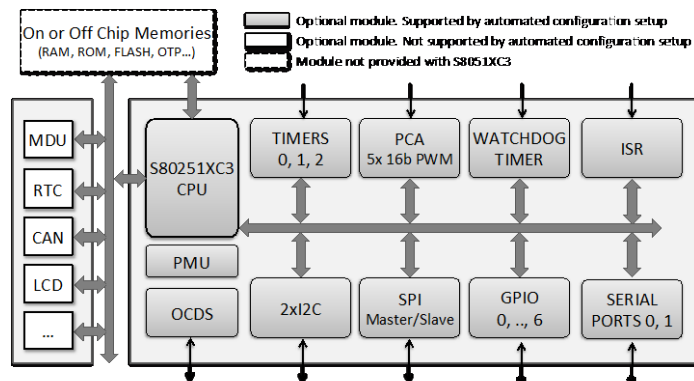 On or Off Chip Memories
(RAM, ROM, FLASH, OTP...)
Optional module. Supported by automated configuration setup
Optional module. Not supported by automated configuration setup
Module not provided with S8051XC3
MDU
RTC
CAN
LCD
...
S80251XC3
CPU
PMU
OCDS
TIMERS
0, 1, 2
PCA
5x 16b PWM
WATCHDOG
TIMER
ISR
2xI2C
SPI
Master/Slave
GPIO
0, .., 6
SERIAL
PORTS 0, 1